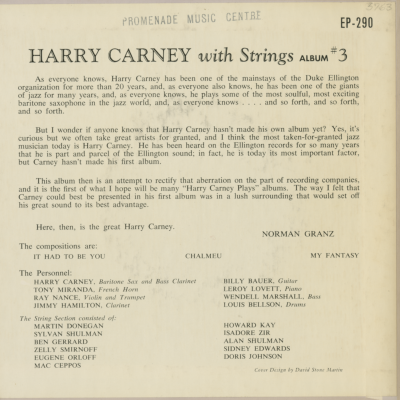 3763
PROMENADE MUSIC CENTRE
EP-290
HARRY CARNEY with Strings ALBUM #3
As everyone knows, Harry Carney has been one of the mainstays of the Duke Ellington
organization for more than 20 years, and, as everyone also knows, he has been one of the giants
of jazz for many years, and, as everyone knows, he plays some of the most soulful, most exciting
baritone saxophone in the jazz world, and, as everyone knows . . . . and so forth, and so forth,
and so forth.
But I wonder if anyone knows that Harry Carney hasn't made his own album yet? Yes, it's
curious but we often take great artists for granted, and I think the most taken-for-granted jazz
musician today is Harry Carney. He has been heard on the Ellington records for so many years
that he is part and parcel of the Ellington sound; in fact, he is today its most important factor,
but Carney hasn't made his first album.
This album then is an attempt to rectify that aberration on the part of recording companies,
and it is the first of what I hope will be many "Harry Carney Plays" albums. The way I felt that
Carney could best be presented in his first album was in a lush surrounding that would set off
his great sound to its best advantage.
Here, then, is the great Harry Carney.
NORMAN GRANZ
The compositions are:
IT HAD TO BE YOU CHALMEU MY FANTASY
The Personnel:
HARRY CARNEY, Baritone Sax and Bass Clarinet
TONY MIRANDA, French Horn
RAY NANCE, Violin and Trumpet
JIMMY HAMILTON, Clarinet
BILLY BAUER, Guitar
LEROY LOVETT, Piano
WENDELL MARSHALL, Bass
LOUIS BELLSON, Drums
The String Section consisted of:
MARTIN DONEGAN
SYLVAN SHULMAN
BEN GERRARD
ZELLY SMIRNOFF
EUGENE ORLOFF
MAC CEPPOS
HOWARD KAY
ISADORE ZIR
ALAN SHULMAN
SIDNEY EDWARDS
DORIS JOHNSON
Cover Design by David Stone Martin